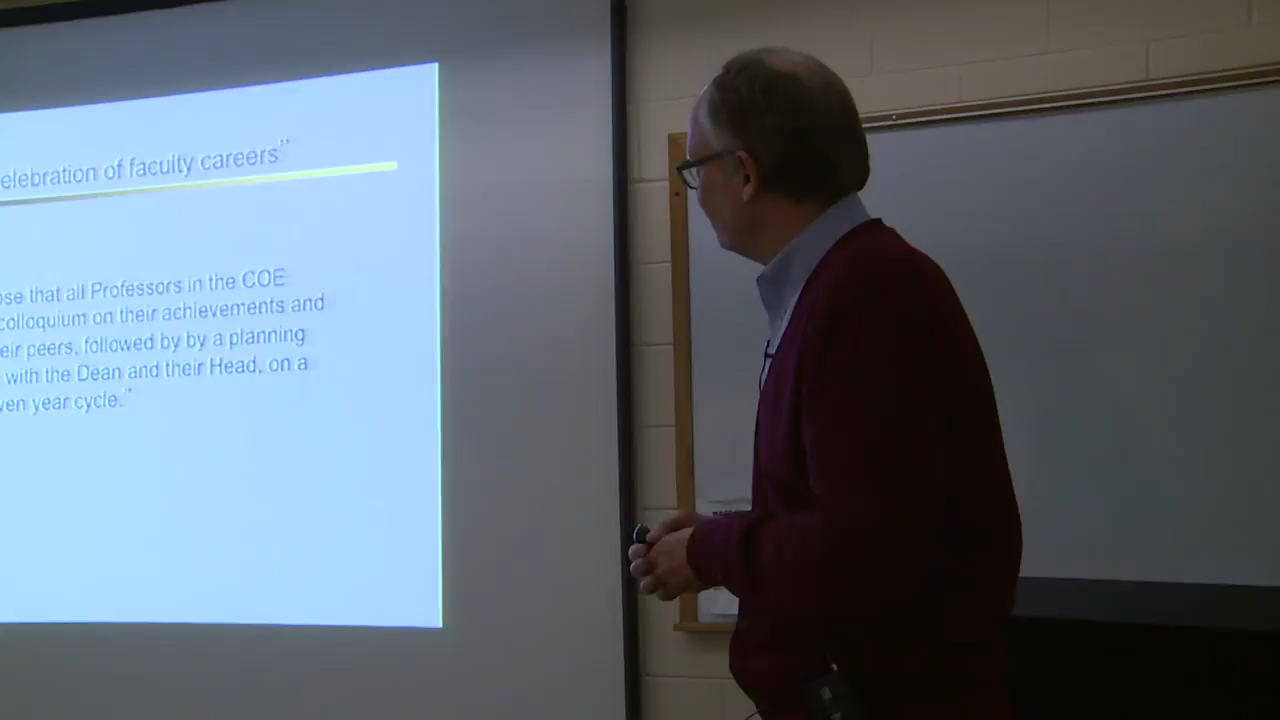 elebration of faculty careers”
ose that all Professors in the COE
colloquium on their achievements and
eir peers, followed by by a planning
with the Dean and their Head, on a
ven year cycle.”